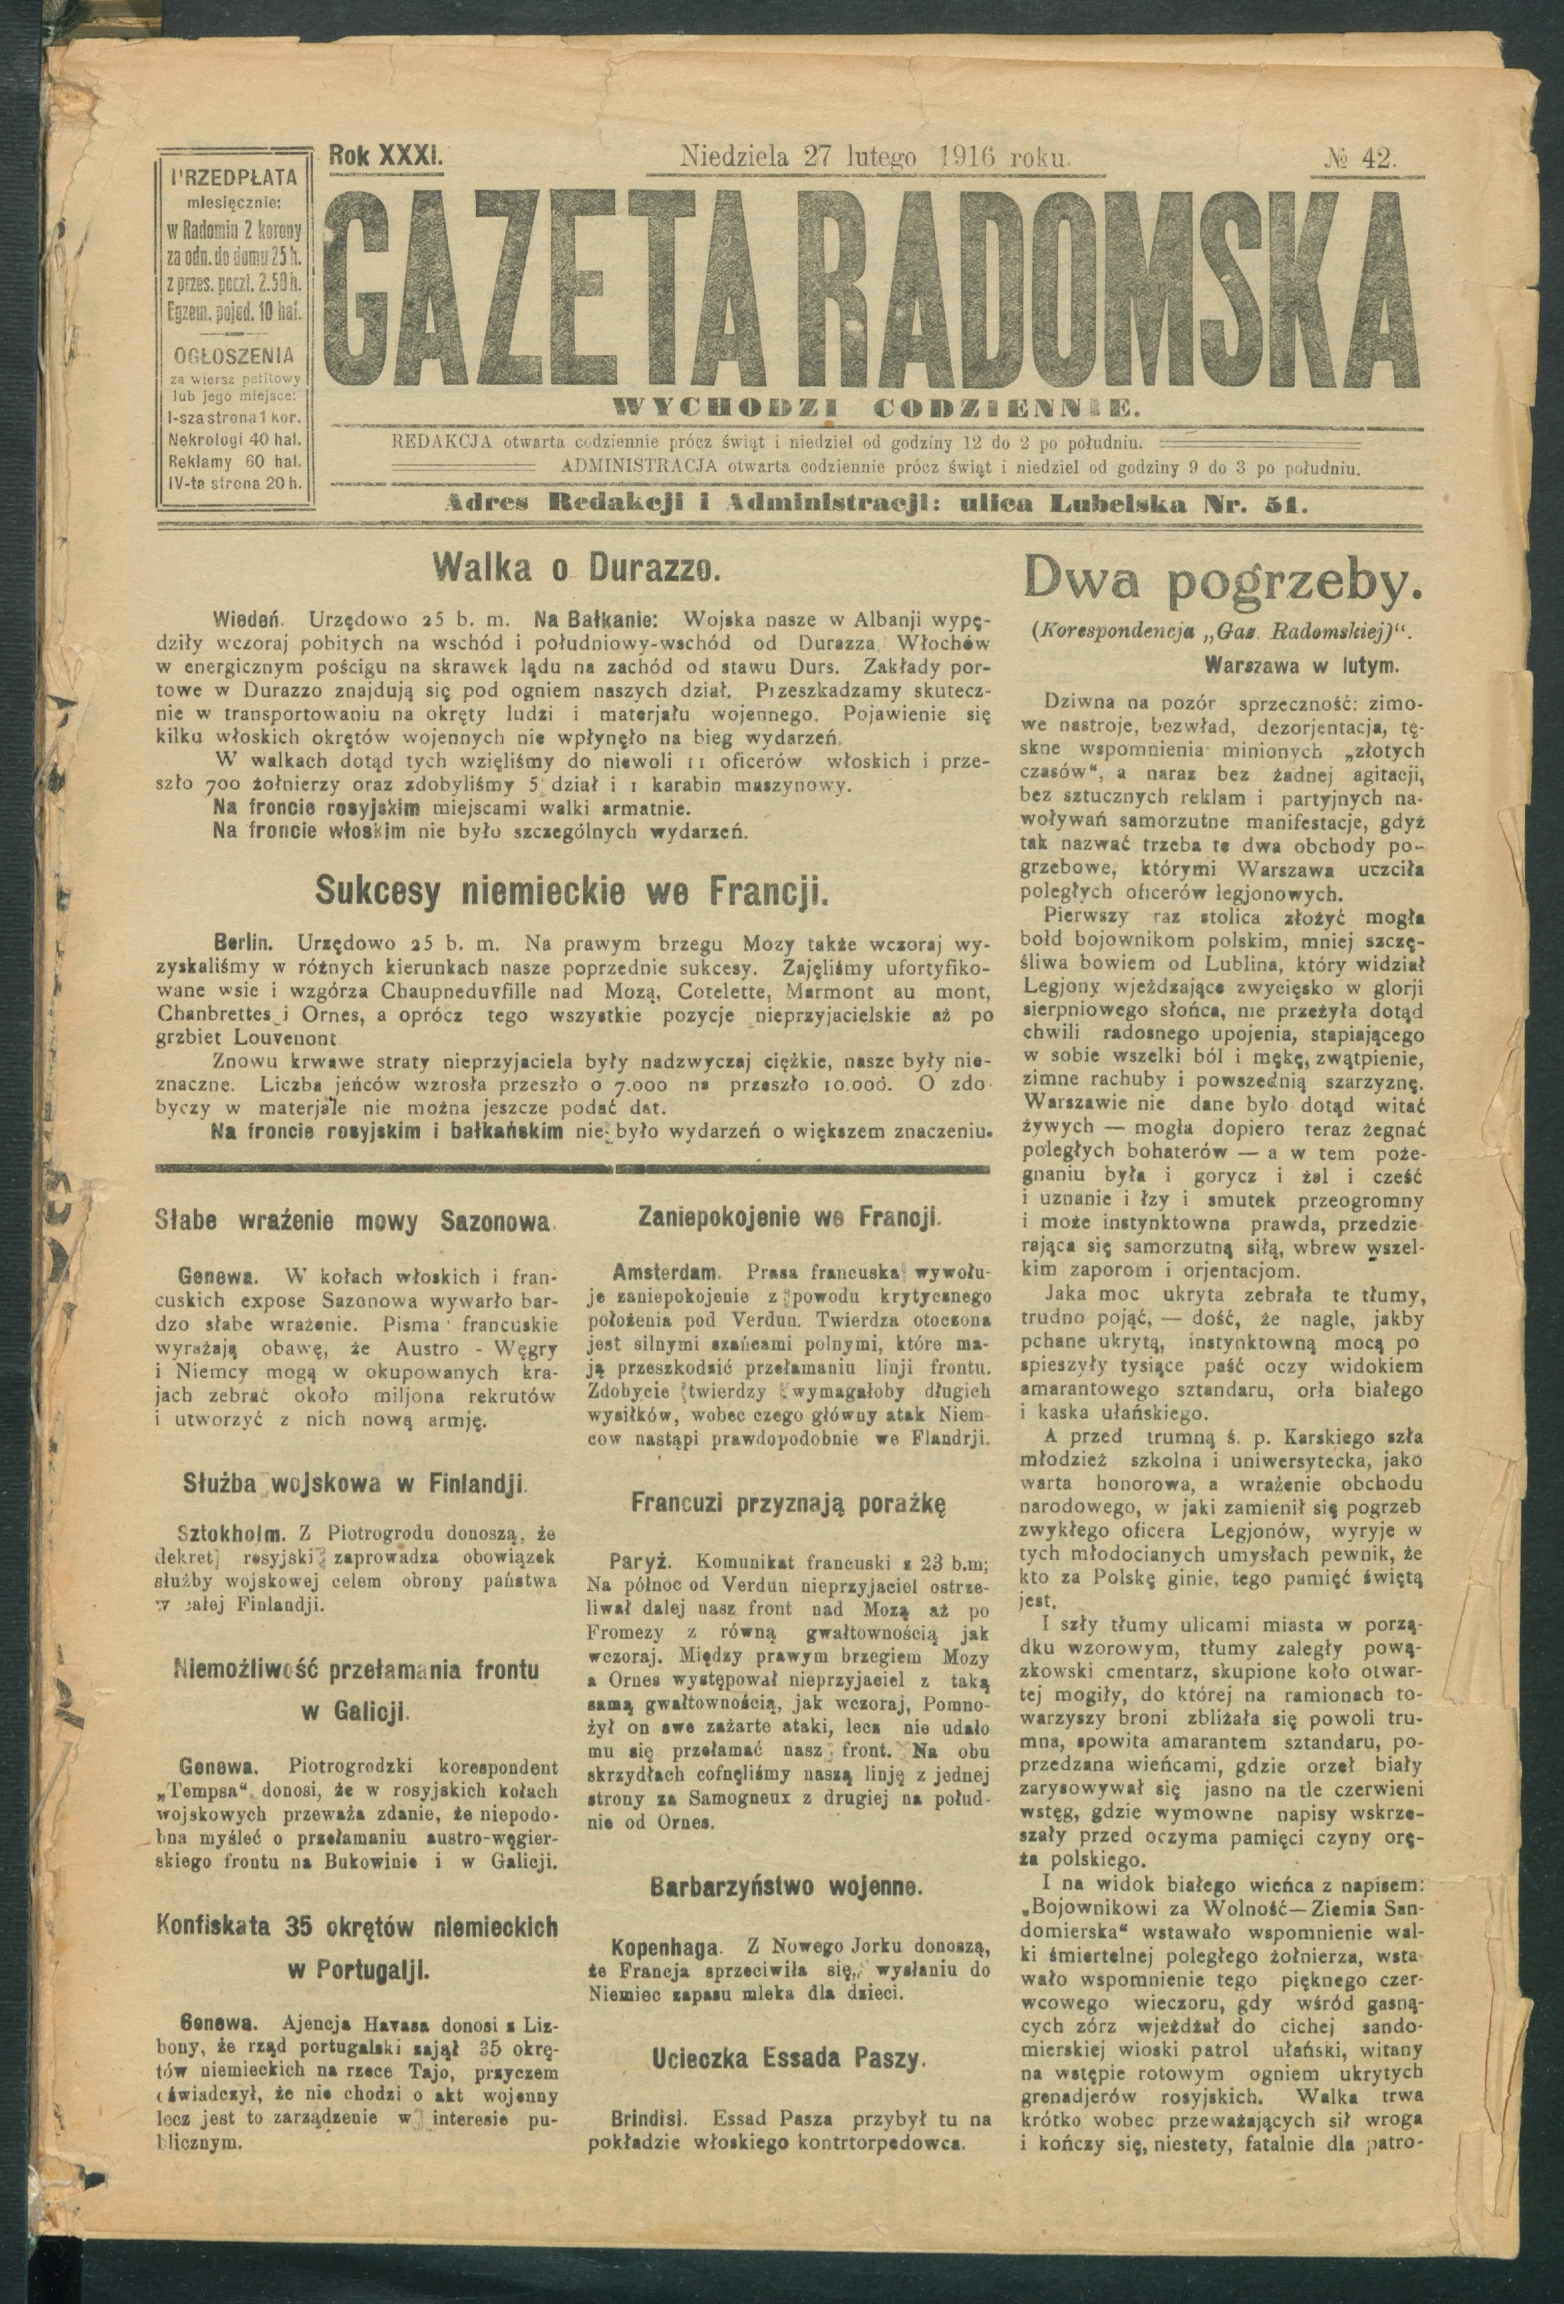 Rok XXXI.
Niedziela 27 lutego 1916 roku.
№ 42.
PRZEDPŁATA
miesięcznie:
w Radomiu 2 korony
za odn. do domu 25 h.
z przes. poczt. 2.50 h.
Egzem. pojed. 10 hal.
OGŁOSZENIA
za wiersz petitowy
lub jego miejsce:
I-sza strona 1 kor.
Nekrologi 40 hal.
Reklamy 60 hal.
IV-ta strona 20 h.
GAZETA RADOMSKA
WYCHODZI CODZIENNIE.
REDAKCJA otwarta codziennie prócz świąt i niedziel od godziny 12 do 2 po południu.
ADMINISTRACJA otwarta codziennie prócz świąt i niedziel od godziny 9 do 3 po południu.
Adres Redakcji i Administracji: ulica Lubelska Nr. 51.
Walka o Durazzo.
Wiedeń. Urzędowo 25 b. m. Na Bałkanie: Wojska nasze w Albanji wypę-
dziły wczoraj pobitych na wschód i południowy-wschód od Durazza Włochów
w energicznym pościgu na skrawek lądu na zachód od stawu Durs. Zakłady por-
towe w Durazzo znajdują się pod ogniem naszych dział. Przeszkadzamy skutecz-
nie w transportowaniu na okręty ludzi i materjału wojennego. Pojawienie się
kilku włoskich okrętów wojennych nie wpłynęło na bieg wydarzeń.
W walkach dotąd tych wzięliśmy do niewoli 11 oficerów włoskich i prze-
szło 700 żołnierzy oraz zdobyliśmy 5 dział i 1 karabin maszynowy.
Na froncie rosyjskim miejscami walki armatnie.
Na froncie włoskim nie było szczególnych wydarzeń.
Sukcesy niemieckie we Francji.
Berlin. Urzędowo 25 b. m. Na prawym brzegu Mozy także wczoraj wy-
zyskaliśmy w różnych kierunkach nasze poprzednie sukcesy. Zajęliśmy ufortyfiko-
wane wsie i wzgórza Chaupneduvfille nad Mozą, Cotelette, Marmont au mont,
Chanbrettes i Ornes, a oprócz tego wszystkie pozycje nieprzyjacielskie aż po
grzbiet Louvenont
Znowu krwawe straty nieprzyjaciela były nadzwyczaj ciężkie, nasze były nie-
znacznę. Liczba jeńców wzrosła przeszło o 7.000 na przeszło 10.000. O zdo
byczy w materjale nie można jeszcze podać dat.
Na froncie rosyjskim i bałkańskim nie było wydarzeń o większem znaczeniu.
Słabe wrażenie mowy Sazonowa.
Genewa. W kołach włoskich i fran-
cuskich expose Sazonowa wywarło bar-
dzo słabe wrażenie. Pisma francuskie
wyrażają obawę, że Austro - Węgry
i Niemcy mogą w okupowanych kra-
jach zebrać około miljona rekrutów
i utworzyć z nich nową armję.
Służba wojskowa w Finlandji.
Sztokholm. Z Piotrogrodu donoszą, że
dekret rosyjski zaprowadza obowiązek
służby wojskowej celem obrony państwa
w całej Finlandji.
Niemożliwość przełamania frontu
w Galicji.
Genewa. Piotrogrodzki korespondent
„Tempsa“ donosi, że w rosyjskich kołach
wojskowych przeważa zdanie, że niepodo-
bna myśleć o przełamaniu austro-węgier-
skiego frontu na Bukowinie i w Galicji.
Konfiskata 35 okrętów niemieckich
w Portugalji.
Genewa. Ajencja Havasa donosi z Liz-
bony, że rząd portugalski zajął 35 okrę-
tów niemieckich na rzece Tajo, przyczem
oświadczył, że nie chodzi o akt wojenny
lecz jest to zarządzenie w interesie pu-
blicznym.
Zaniepokojenie we Francji.
Amsterdam. Prasa francuska wywołu-
je zaniepokojenie z powodu krytycznego
położenia pod Verdun. Twierdza otoczona
jest silnymi szańcami polnymi, które ma-
ją przeszkodzić przełamaniu linji frontu.
Zdobycie twierdzy wymagałoby długich
wysiłków, wobec czego główny atak Niem-
cow nastąpi prawdopodobnie we Flandrji.
Francuzi przyznają porażkę
Paryż. Komunikat francuski z 23 b.m;
Na północ od Verdun nieprzyjaciel ostrze-
liwał dalej nasz front nad Mozą aż po
Fromezy z równą gwałtownością jak
wczoraj. Między prawym brzegiem Mozy
a Ornes występował nieprzyjaciel z taką
samą gwałtownością, jak wczoraj, Pomno-
żył on swe zażarte ataki, lecz nie udało
mu się przełamać nasz front. Na obu
skrzydłach cofnęliśmy naszą linję z jednej
strony za Samogneux z drugiej na połud-
nie od Ornes.
Barbarzyństwo wojenne.
Kopenhaga. Z Nowego Jorku donoszą,
że Francja sprzeciwiła się, wysłaniu do
Niemiec zapasu mleka dla dzieci.
Ucieczka Essada Paszy.
Brindisi. Essad Pasza przybył tu na
pokładzie włoskiego kontrtorpedowca.
Dwa pogrzeby.
(Korespondencja „Gaz. Radomskiej)“.
Warszawa w lutym.
Dziwna na pozór sprzeczność: zimo-
we nastroje, bezwład, dezorjentacja, tę-
skne wspomnienia minionych „złotych
czasów“, a naraz bez żadnej agitacji,
bez sztucznych reklam i partyjnych na-
woływań samorzutne manifestacje, gdyż
tak nazwać trzeba te dwa obchody po-
grzebowe, którymi Warszawa uczciła
poległych oficerów legjonowych.
Pierwszy raz stolica złożyć mogła
bołd bojownikom polskim, mniej szczę-
śliwa bowiem od Lublina, który widział
Legjony wjeżdzające zwycięsko w glorji
sierpniowego słońca, nie przeżyła dotąd
chwili radosnego upojenia, stapiającego
w sobie wszelki ból i mękę, zwątpienie,
zimne rachuby i powszednią szarzyznę.
Warszawie nie dane było dotąd witać
żywych — mogła dopiero teraz żegnać
poległych bohaterów — a w tem poże-
gnaniu była i gorycz i żal i cześć
i uznanie i łzy i smutek przeogromny
i może instynktowna prawda, przedzie
rająca się samorzutną siłą, wbrew wszel-
kim zaporom i orjentacjom.
Jaka moc ukryta zebrała te tłumy,
trudno pojąć, — dość, że nagle, jakby
pchane ukrytą, instynktowną mocą po
spieszyły tysiące paść oczy widokiem
amarantowego sztandaru, orła białego
i kaska ułańskiego.
A przed trumną ś. p. Karskiego szła
młodzież szkolna i uniwersytecka, jako
warta honorowa, a wrażenie obchodu
narodowego, w jaki zamienił się pogrzeb
zwykłego oficera Legjonów, wyryje w
tych młodocianych umysłach pewnik, że
kto za Polskę ginie, tego pamięć świętą
jest.
I szły tłumy ulicami miasta w porzą-
dku wzorowym, tłumy zaległy pową-
zkowski cmentarz, skupione koło otwar-
tej mogiły, do której na ramionach to-
warzyszy broni zbliżała się powoli tru-
mna, spowita amarantem sztandaru, po-
przedzana wieńcami, gdzie orzeł biały
zarysowywał się jasno na tle czerwieni
wstęg, gdzie wymowne napisy wskrze-
szały przed oczyma pamięci czyny orę-
ża polskiego.
I na widok białego wieńca z napisem:
„Bojownikowi za Wolność—Ziemia San-
domierska“ wstawało wspomnienie wal-
ki śmiertelnej poległego żołnierza, wsta
wało wspomnienie tego pięknego czer-
wcowego wieczoru, gdy wśród gasną-
cych zórz wjeżdżał do cichej sando-
mierskiej wioski patrol ułański, witany
na wstępie rotowym ogniem ukrytych
grenadjerów rosyjskich. Walka trwa
krótko wobec przeważających sił wroga
i kończy się, niestety, fatalnie dla patro-